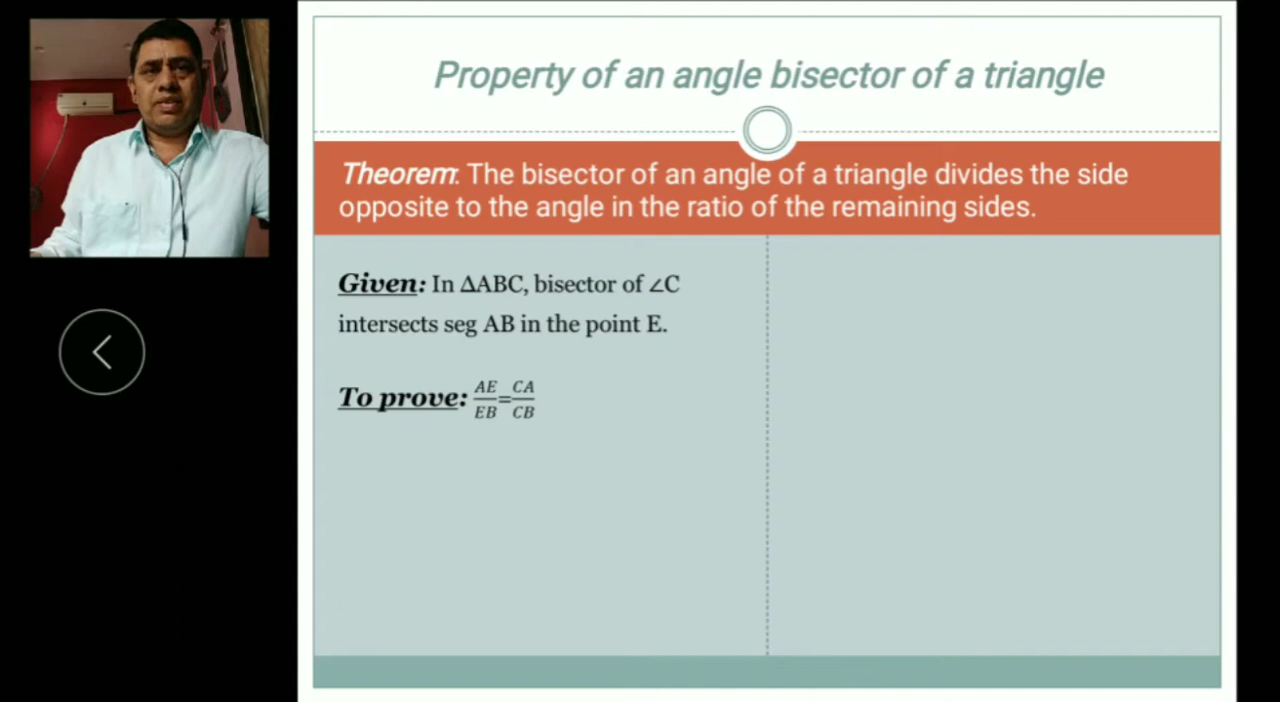 Property of an angle bisector of a triangle
Theorem: The bisector of an angle of a triangle divides the side
opposite to the angle in the ratio of the remaining sides.
Given: In ΔABC, bisector of ∠C
intersects seg AB in the point E.
To prove: AE/EB=CA/CB